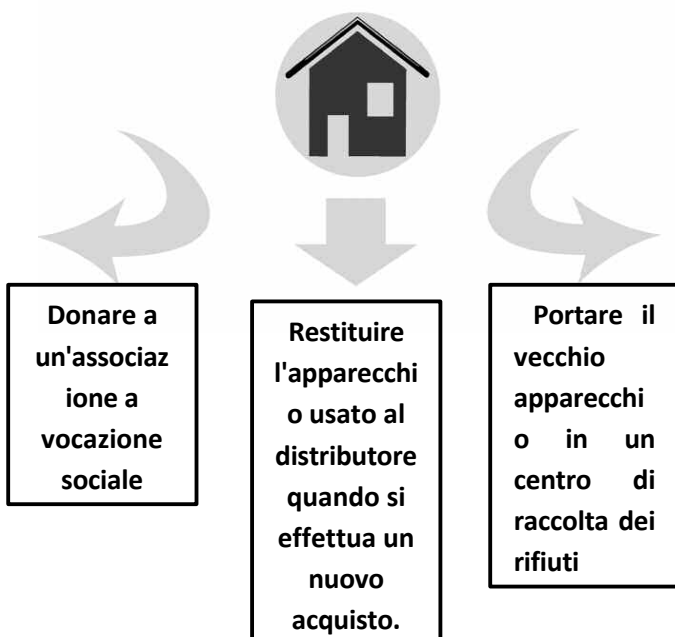 Donare a
un'associaz
ione a
vocazione
sociale
Restituire
l'apparecchi
o usato al
distributore
quando si
effettua un
nuovo
acquisto.
Portare il
vecchio
apparecchi
o in un
centro di
raccolta dei
rifiuti